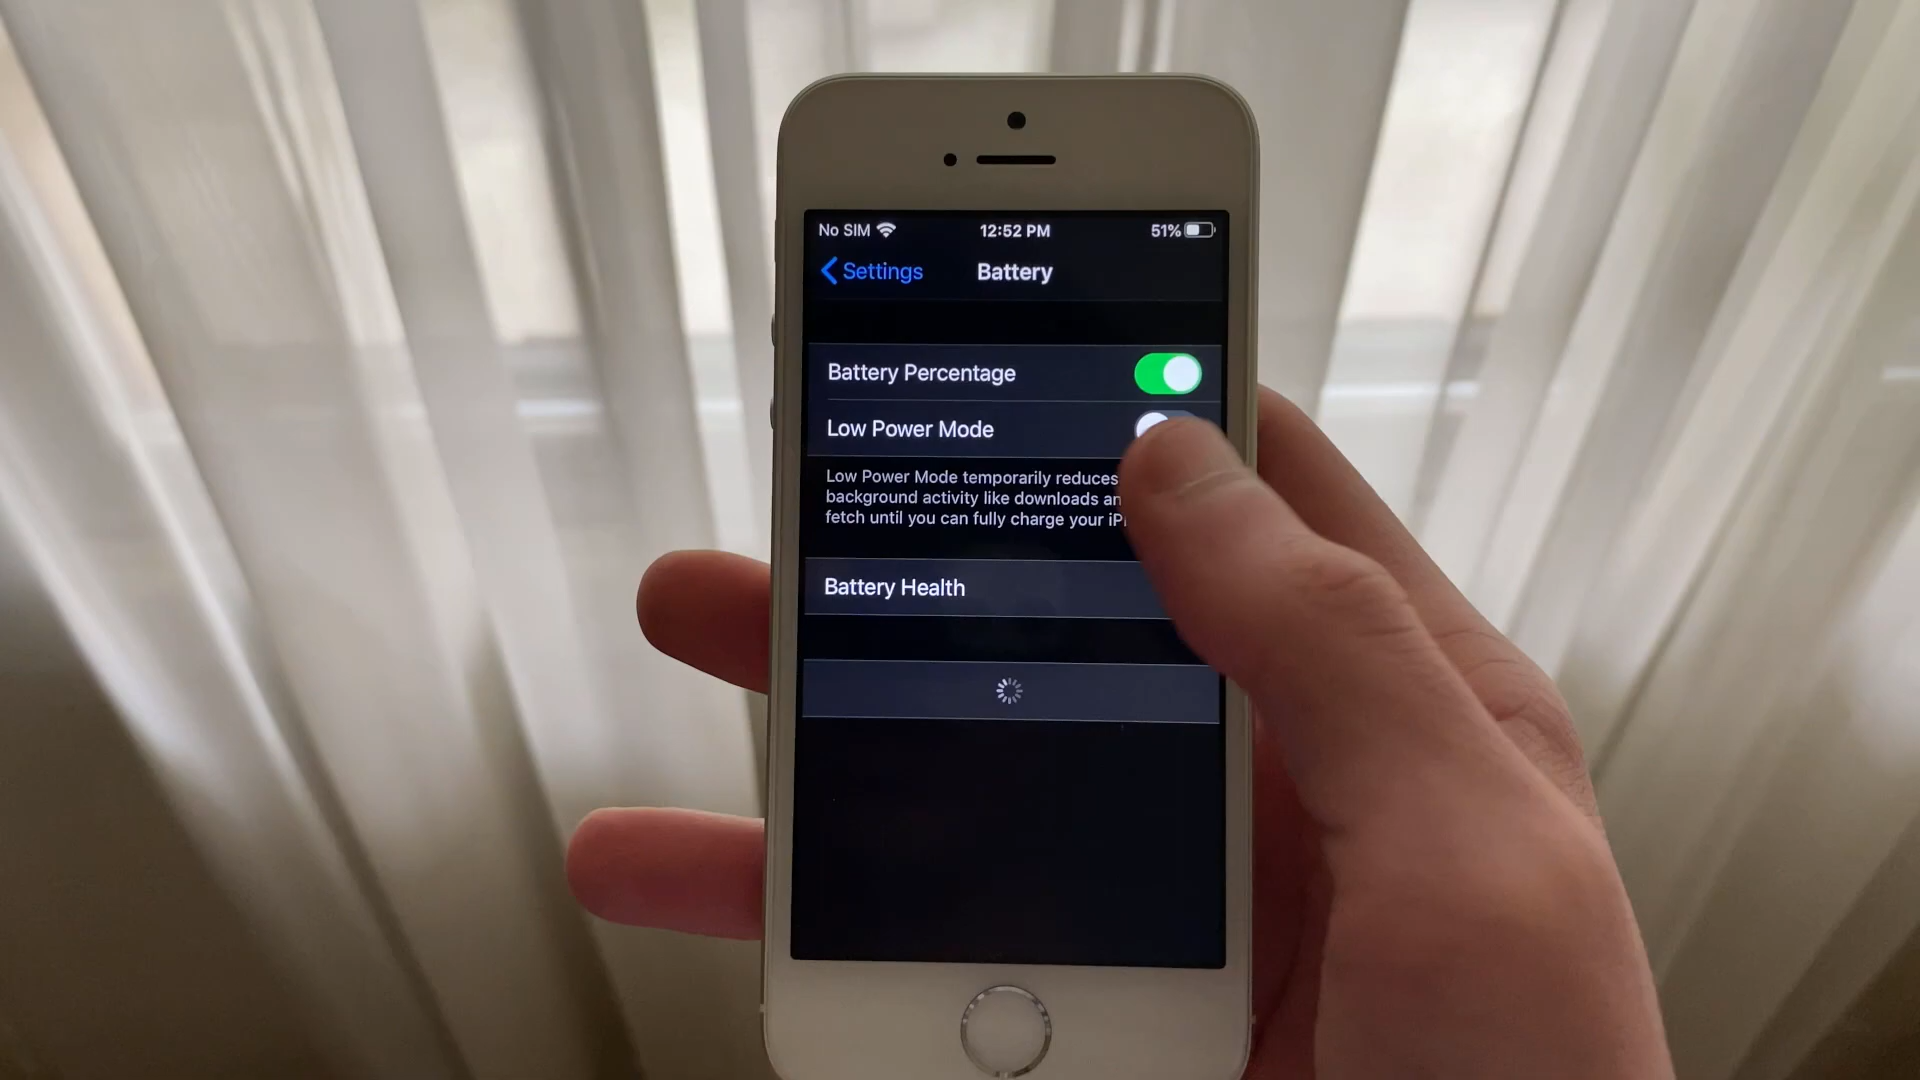 No SIM 12:52 PM 51%
Settings Battery
Battery Percentage
Low Power Mode
Low Power Mode temporarily reduces
background activity like downloads
fetch until you can fully charge your
Battery Health